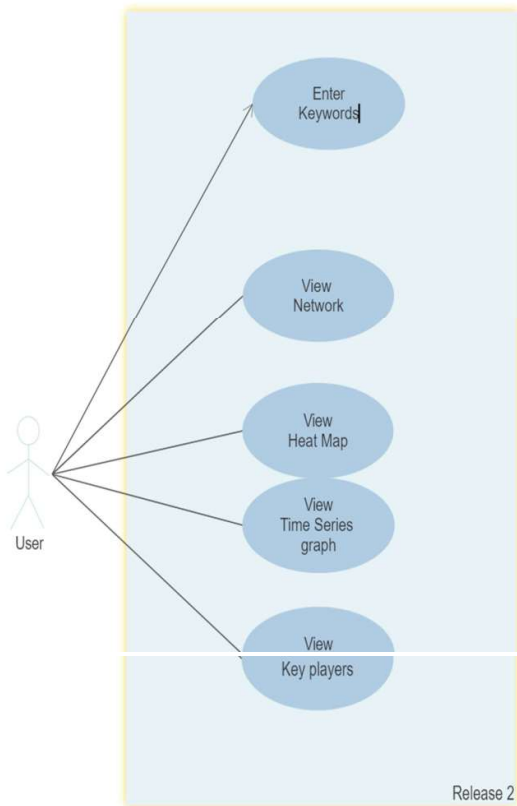 Enter
Keywords
View
Network
View
Heat Map
View
Time Series
graph
User
View
Key players
Release 2